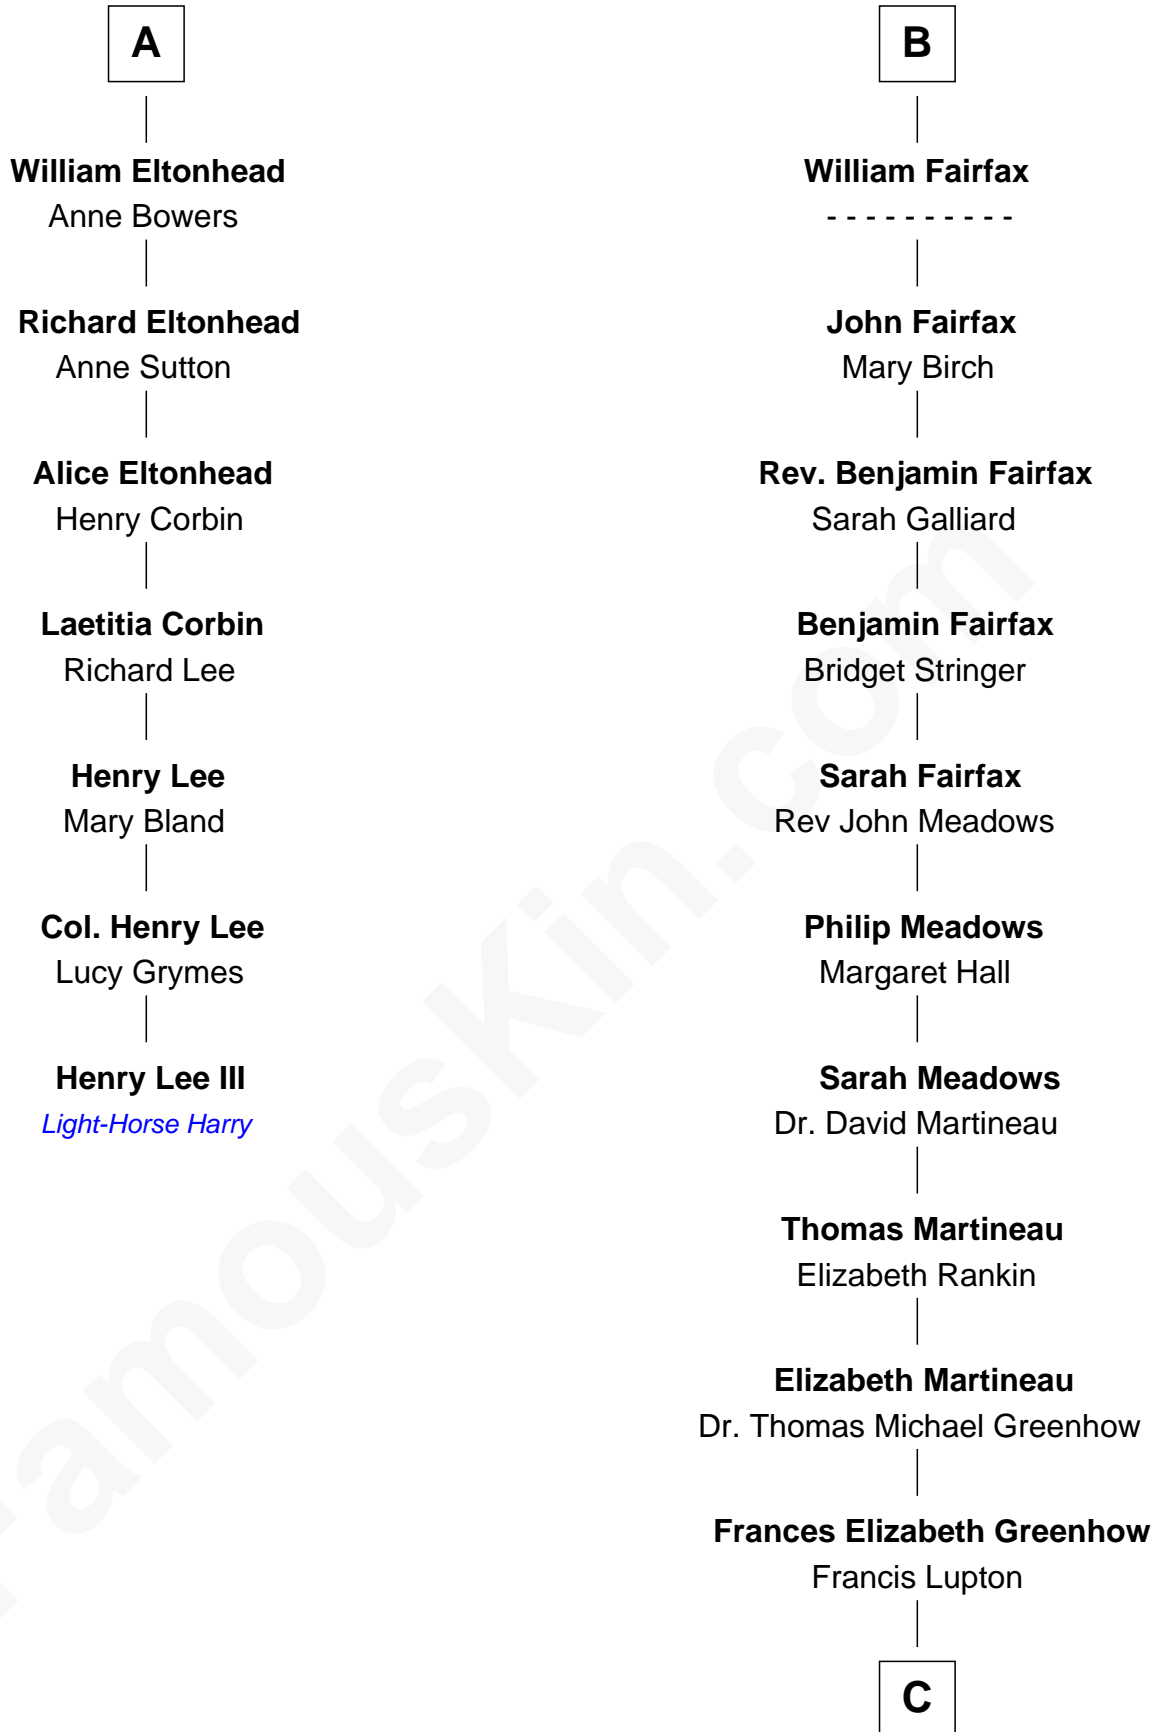 A
William Eltonhead
Anne Bowers
Richard Eltonhead
Anne Sutton
Alice Eltonhead
Henry Corbin
Laetitia Corbin
Richard Lee
Henry Lee
Mary Bland
Col. Henry Lee
Lucy Grymes
Henry Lee III
Light-Horse Harry
B
William Fairfax
- - - - - - - - - -
John Fairfax
Mary Birch
Rev. Benjamin Fairfax
Sarah Galliard
Benjamin Fairfax
Bridget Stringer
Sarah Fairfax
Rev John Meadows
Philip Meadows
Margaret Hall
Sarah Meadows
Dr. David Martineau
Thomas Martineau
Elizabeth Rankin
Elizabeth Martineau
Dr. Thomas Michael Greenhow
Frances Elizabeth Greenhow
Francis Lupton
C
FamousKin.com